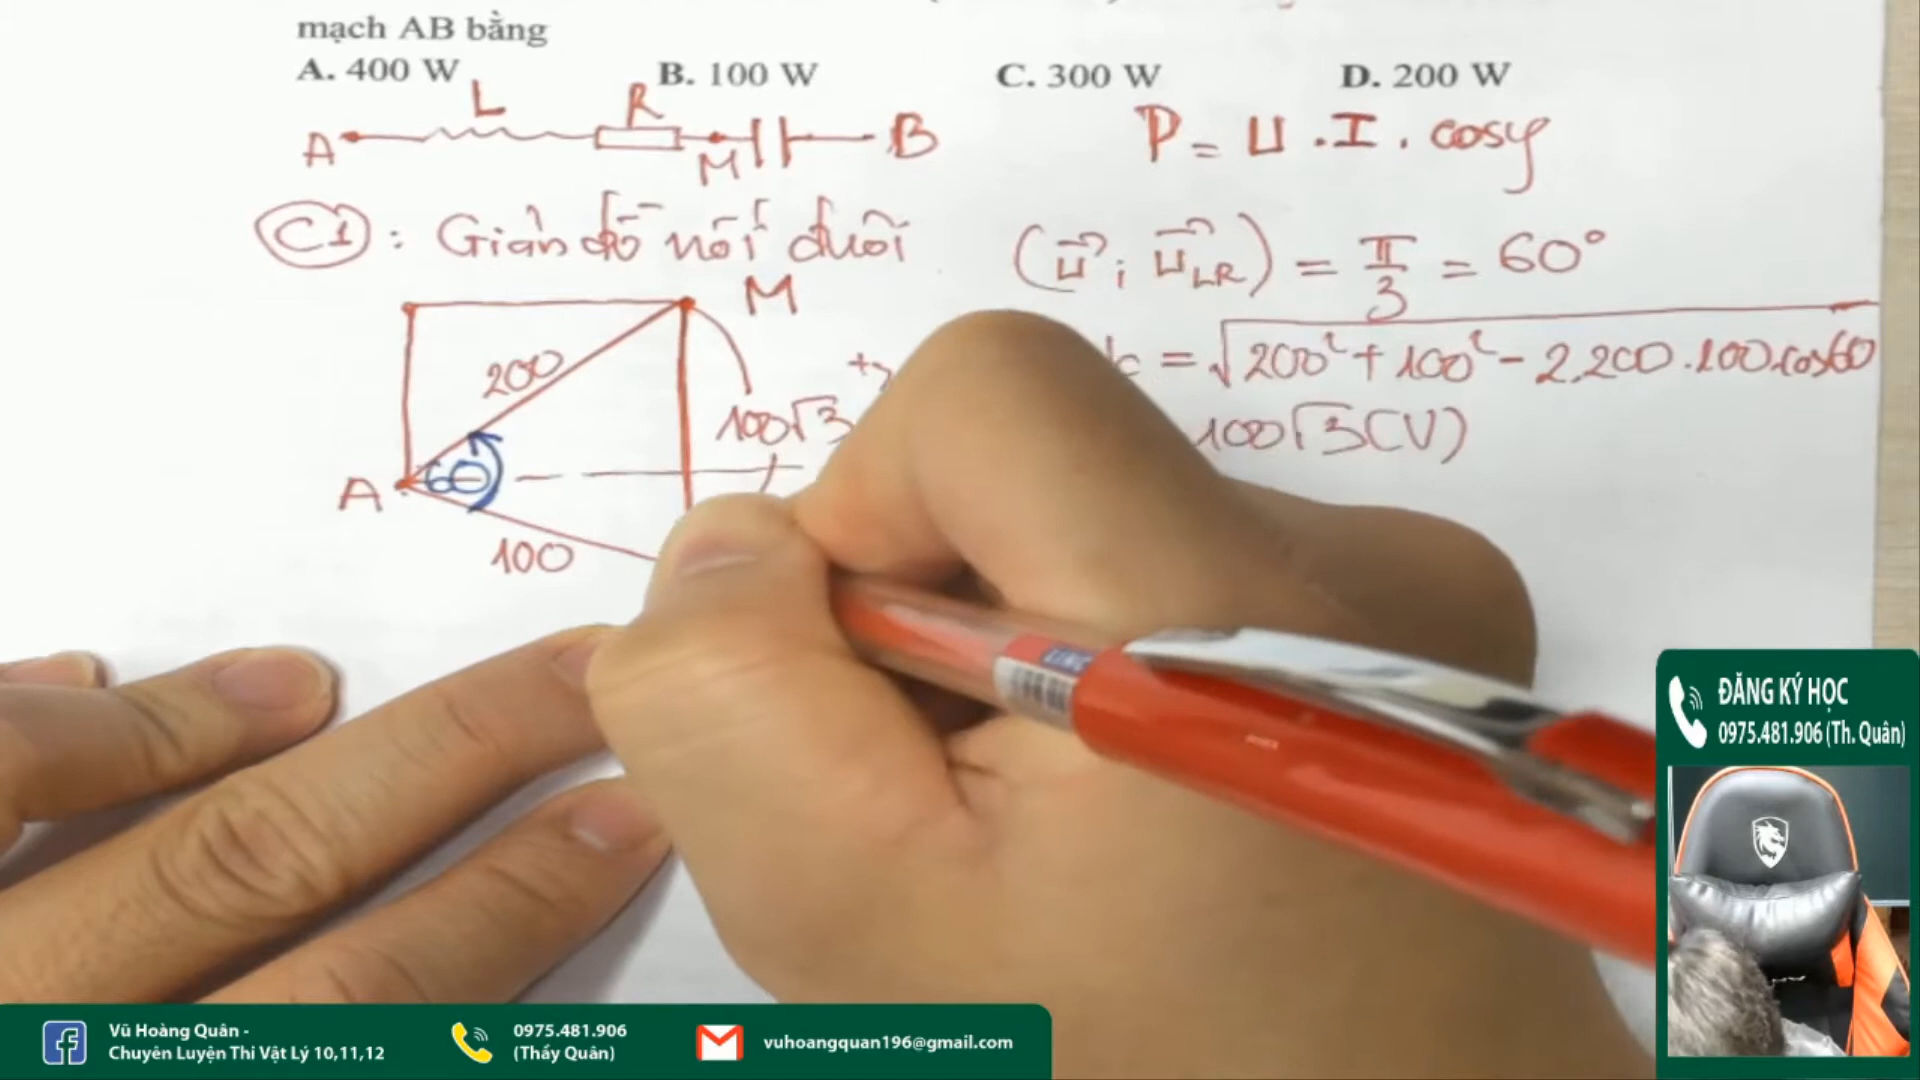 mạch AB bằng
A. 400 W B. 100 W C. 300 W D. 200 W
L R
A M B
P = U . I . cosφ
C1 : Giản đồ nối đuôi
(U ; U LR) = π/3 = 60°
M
200
= √200² + 100² - 2.200.100.cos60
100√3
100√3 (V)
A 60
100
LINC
ĐĂNG KÝ HỌC
0975.481.906 (Th. Quân)
Vũ Hoàng Quân -
Chuyên Luyện Thi Vật Lý 10,11,12
0975.481.906
(Thầy Quân)
vuhoangquan196@gmail.com